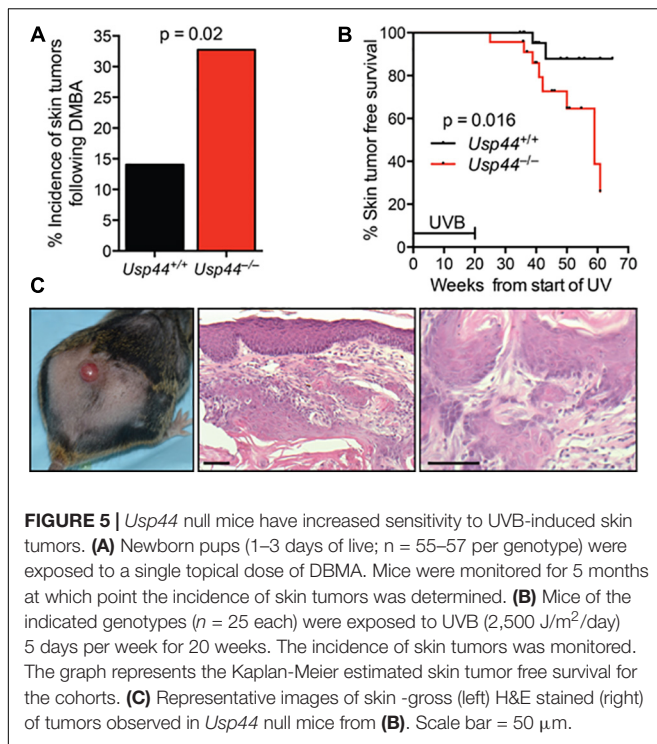 A
p = 0.02
% Incidence of skin tumors
following DMBA
35
30
25
20
15
10
5
0
Usp44+/+ Usp44−/−
B
% Skin tumor free survival
100
80
60
40
20
0
p = 0.016
Usp44+/+
Usp44−/−
UVB
0 10 20 30 40 50 60 70
Weeks from start of UV
C
FIGURE 5 | Usp44 null mice have increased sensitivity to UVB-induced skin
tumors. (A) Newborn pups (1–3 days of live; n = 55–57 per genotype) were
exposed to a single topical dose of DBMA. Mice were monitored for 5 months
at which point the incidence of skin tumors was determined. (B) Mice of the
indicated genotypes (n = 25 each) were exposed to UVB (2,500 J/m2/day)
5 days per week for 20 weeks. The incidence of skin tumors was monitored.
The graph represents the Kaplan-Meier estimated skin tumor free survival for
the cohorts. (C) Representative images of skin -gross (left) H&E stained (right)
of tumors observed in Usp44 null mice from (B). Scale bar = 50 μm.